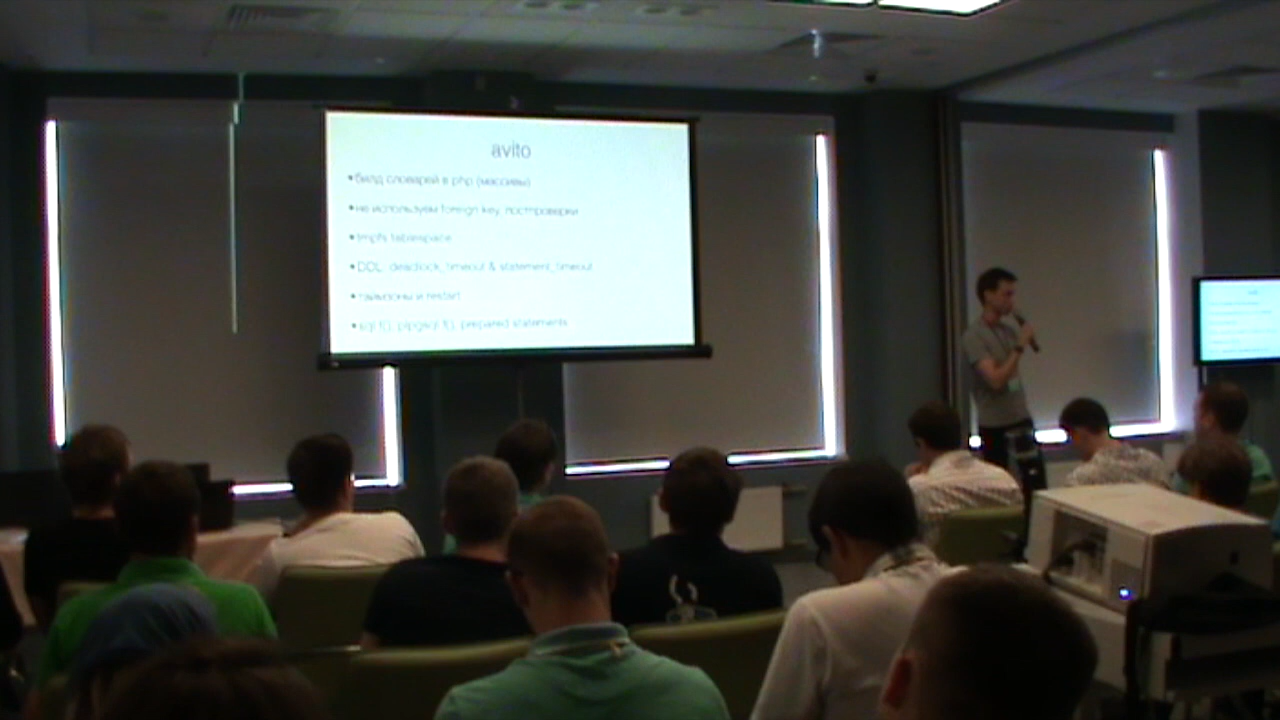 avito
•билд словарей в php (массивы)
•не используем foreign key, постпроверки
•tmpfs tablespace
•DDL: deadlock_timeout & statement_timeout
•таймзоны и restart
•sql f(), plpgsql f(), prepared statements